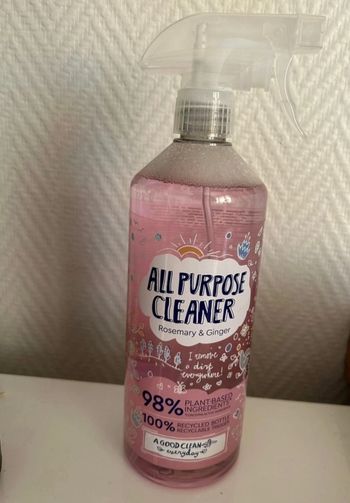 ALL PURPOSE
CLEANER
Rosemary & Ginger
I remove
dirt
everywhere!
98% PLANT-BASED
INGREDIENTS
100% RECYCLED BOTTLE
RECYCLABLE TRIGGER
A GOOD CLEAN
everyday